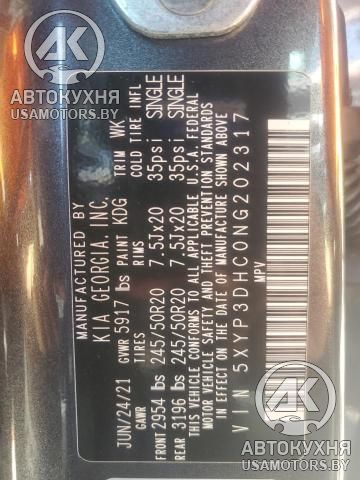 MANUFACTURED BY
KIA GEORGIA, INC.
JUN/24/21 GVWR 5917 lbs PAINT KDG TRIM WK
GAWR TIRES RIMS COLD TIRE INFL
FRONT 2954 lbs 245/50R20 7.5Jx20 35psi SINGLE
REAR 3196 lbs 245/50R20 7.5Jx20 35psi SINGLE
THIS VEHICLE CONFORMS TO ALL APPLICABLE U.S.A. FEDERAL
MOTOR VEHICLE SAFETY AND THEFT PREVENTION STANDARDS
IN EFFECT ON THE DATE OF MANUFACTURE SHOWN ABOVE.
VIN 5XYP3DHC0NG202317
MPV
АВТОКУХНЯ
USAMOTORS.BY
АВТОКУХНЯ
USAMOTORS.BY